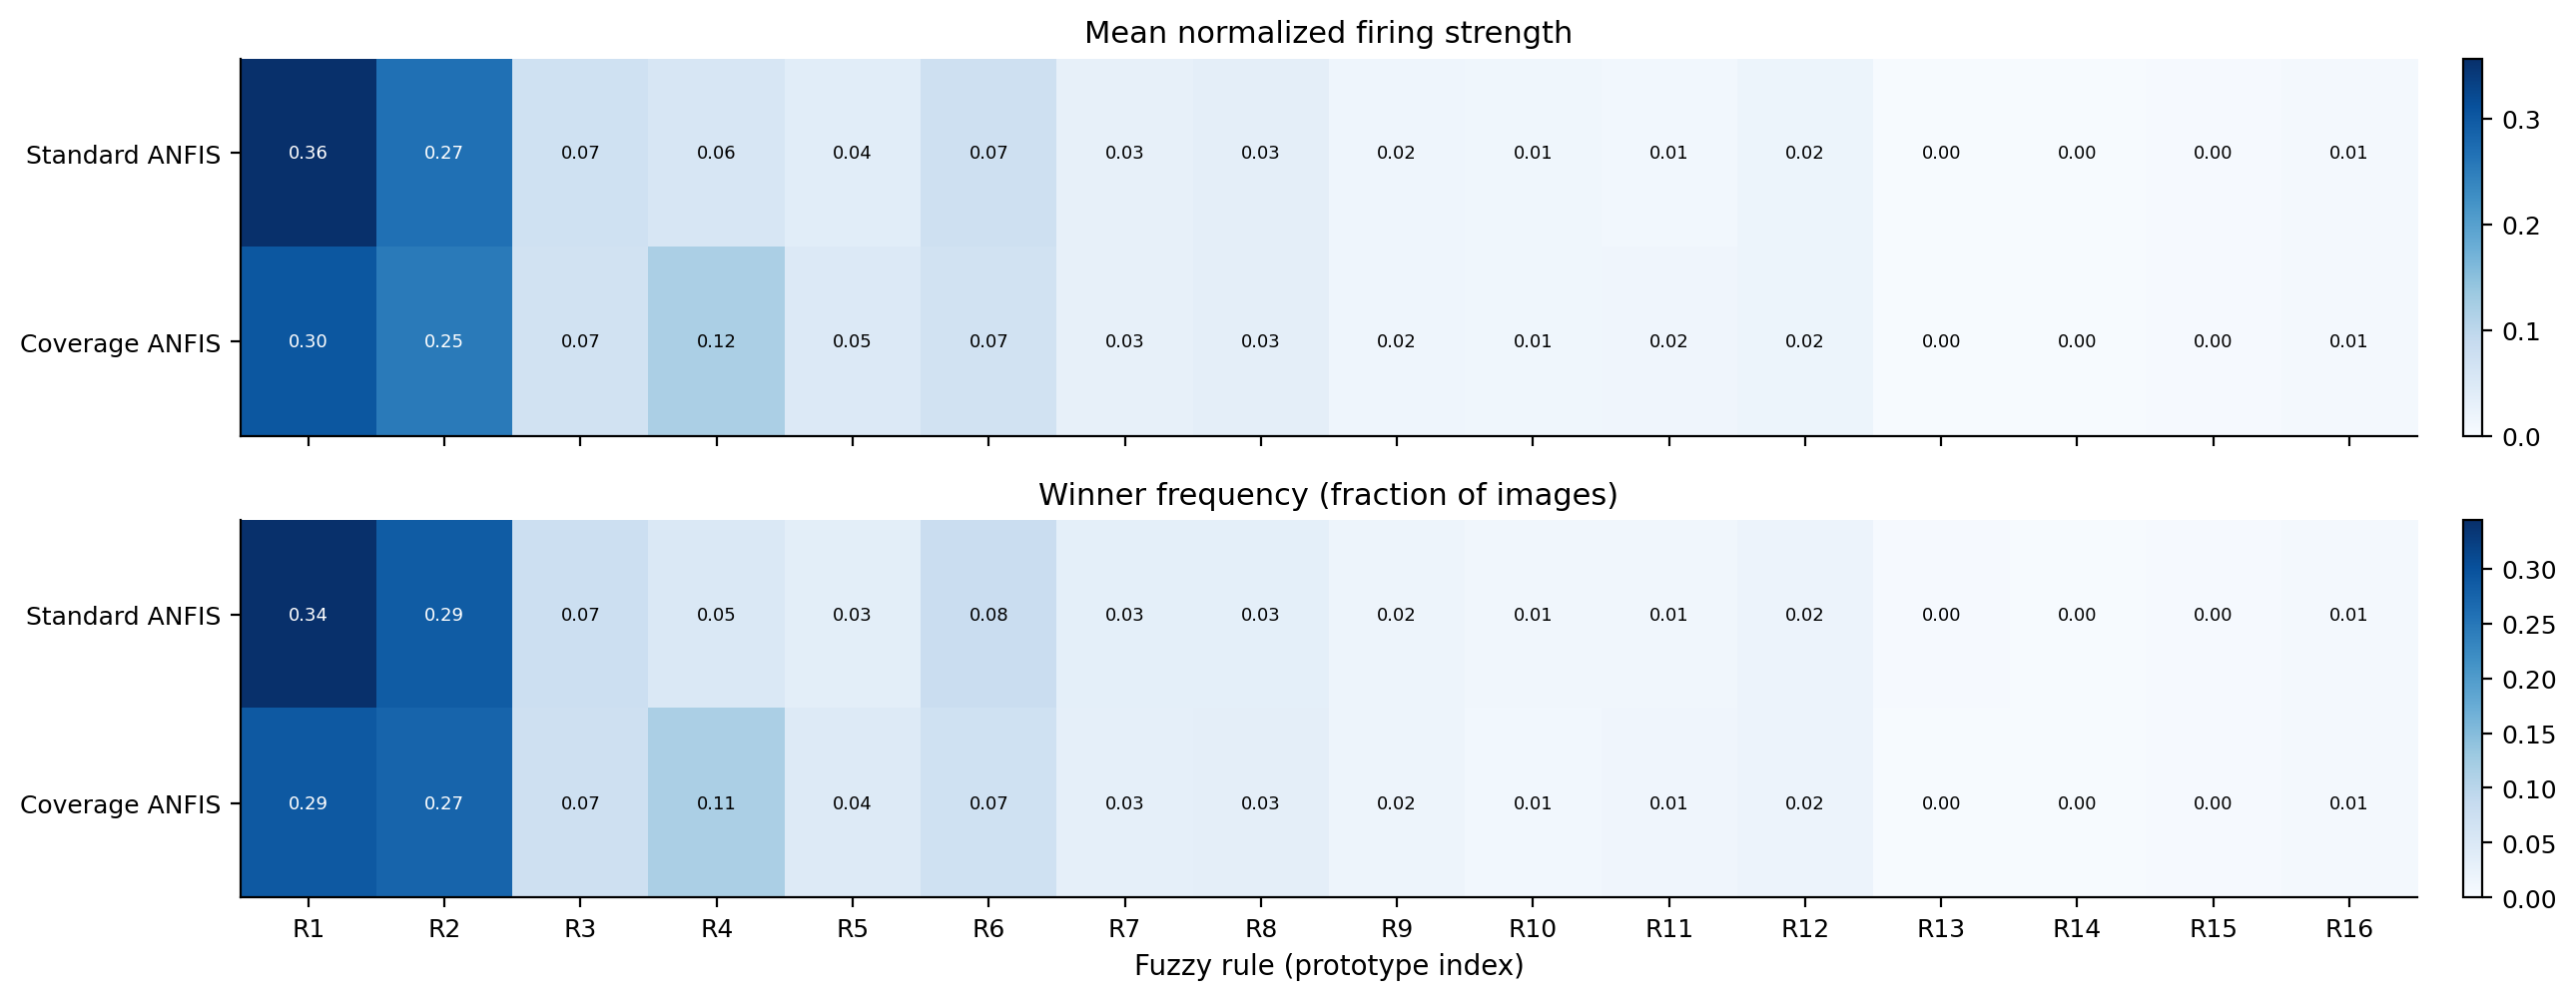 Mean normalized firing strength
Standard ANFIS 0.36 0.27 0.07 0.06 0.04 0.07 0.03 0.03 0.02 0.01 0.01 0.02 0.00 0.00 0.00 0.01
Coverage ANFIS 0.30 0.25 0.07 0.12 0.05 0.07 0.03 0.03 0.02 0.01 0.02 0.02 0.00 0.00 0.00 0.01
0.3
0.2
0.1
0.0
Winner frequency (fraction of images)
Standard ANFIS 0.34 0.29 0.07 0.05 0.03 0.08 0.03 0.03 0.02 0.01 0.01 0.02 0.00 0.00 0.00 0.01
Coverage ANFIS 0.29 0.27 0.07 0.11 0.04 0.07 0.03 0.03 0.02 0.01 0.01 0.02 0.00 0.00 0.00 0.01
0.30
0.25
0.20
0.15
0.10
0.05
0.00
R1 R2 R3 R4 R5 R6 R7 R8 R9 R10 R11 R12 R13 R14 R15 R16
Fuzzy rule (prototype index)